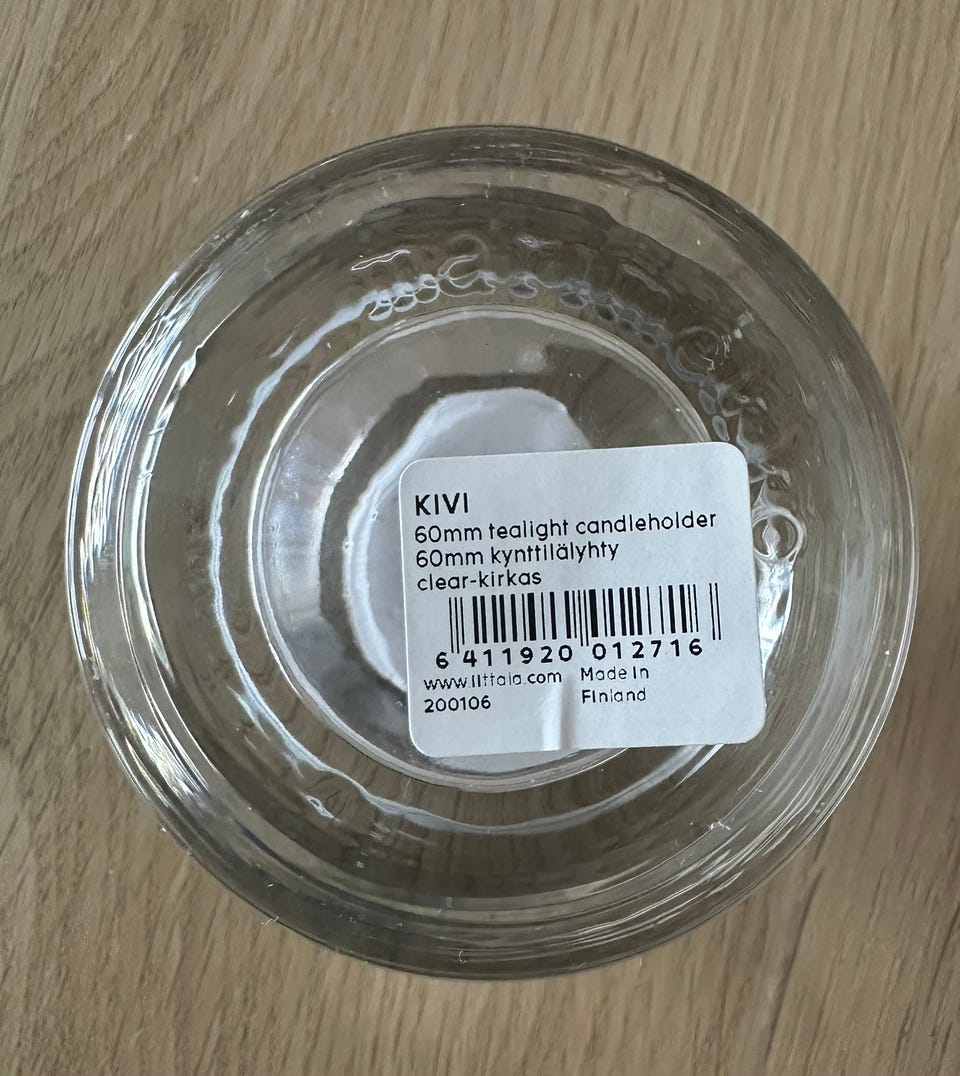 KIVI
60mm tealight candleholder
60mm kynttilälyhty
clear-kirkas
6 411920 012716
www.iittala.com Made in
200106 Finland